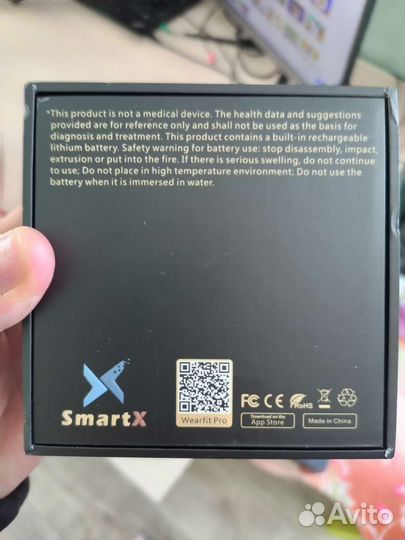 *This product is not a medical device. The health data and suggestions
provided are for reference only and shall not be used as the basis for
diagnosis and treatment. This product contains a built-in rechargeable
lithium battery. Safety warning for battery use: stop disassembly, impact,
extrusion or put into the fire. If there is serious swelling, do not continue
to use; Do not place in high temperature environment; Do not use the
battery when it is immersed in water.
SmartX
Wearfit Pro
FC CE RoHS
Download on the
App Store
Made in China
Avito